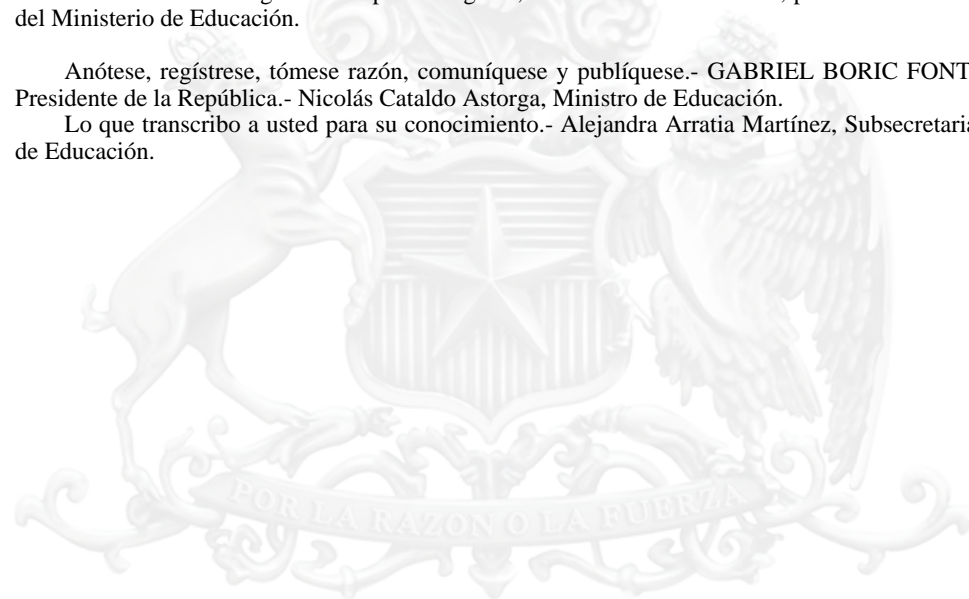 del Ministerio de Educación.
Anótese, regístrese, tómese razón, comuníquese y publíquese.- GABRIEL BORIC FONT
Presidente de la República.- Nicolás Cataldo Astorga, Ministro de Educación.
Lo que transcribo a usted para su conocimiento.- Alejandra Arratia Martínez, Subsecretaria
de Educación.
POR LA RAZON O LA FUERZA